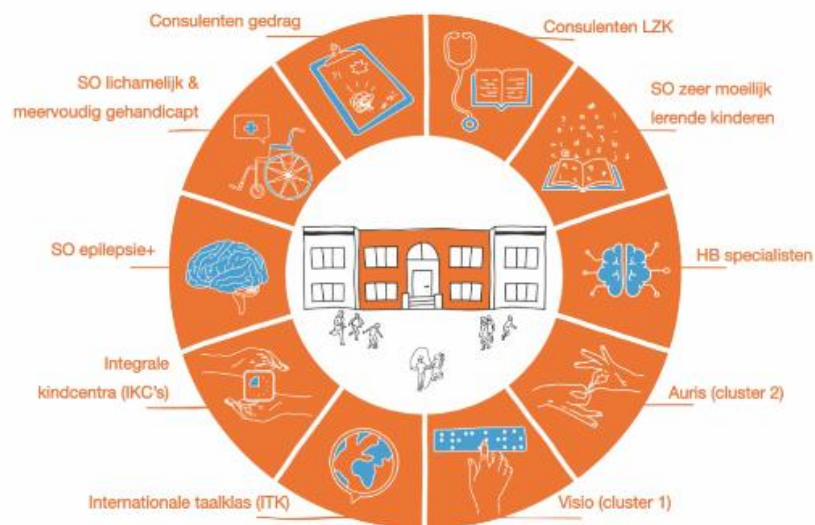 Consulenten gedrag
Consulenten LZK
SO lichamelijk &
meervoudig gehandicapt
SO zeer moeilijk
lerende kinderen
SO epilepsie+
HB specialisten
Integrale
kindcentra (IKC's)
Auris (cluster 2)
Internationale taalklas (ITK)
Visio (cluster 1)